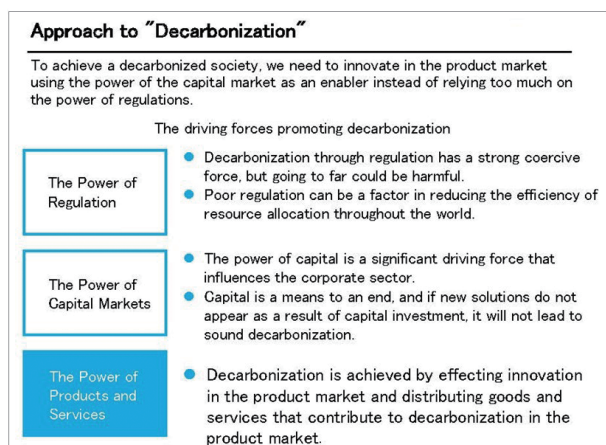 Approach to "Decarbonization"
To achieve a decarbonized society, we need to innovate in the product market
using the power of the capital market as an enabler instead of relying too much on
the power of regulations.
The driving forces promoting decarbonization
The Power of
Regulation
Decarbonization through regulation has a strong coercive
force, but going to far could be harmful.
Poor regulation can be a factor in reducing the efficiency of
resource allocation throughout the world.
The Power of
Capital Markets
The power of capital is a significant driving force that
influences the corporate sector.
Capital is a means to an end, and if new solutions do not
appear as a result of capital investment, it will not lead to
sound decarbonization.
The Power of
Products and
Services
Decarbonization is achieved by effecting innovation
in the product market and distributing goods and
services that contribute to decarbonization in the
product market.